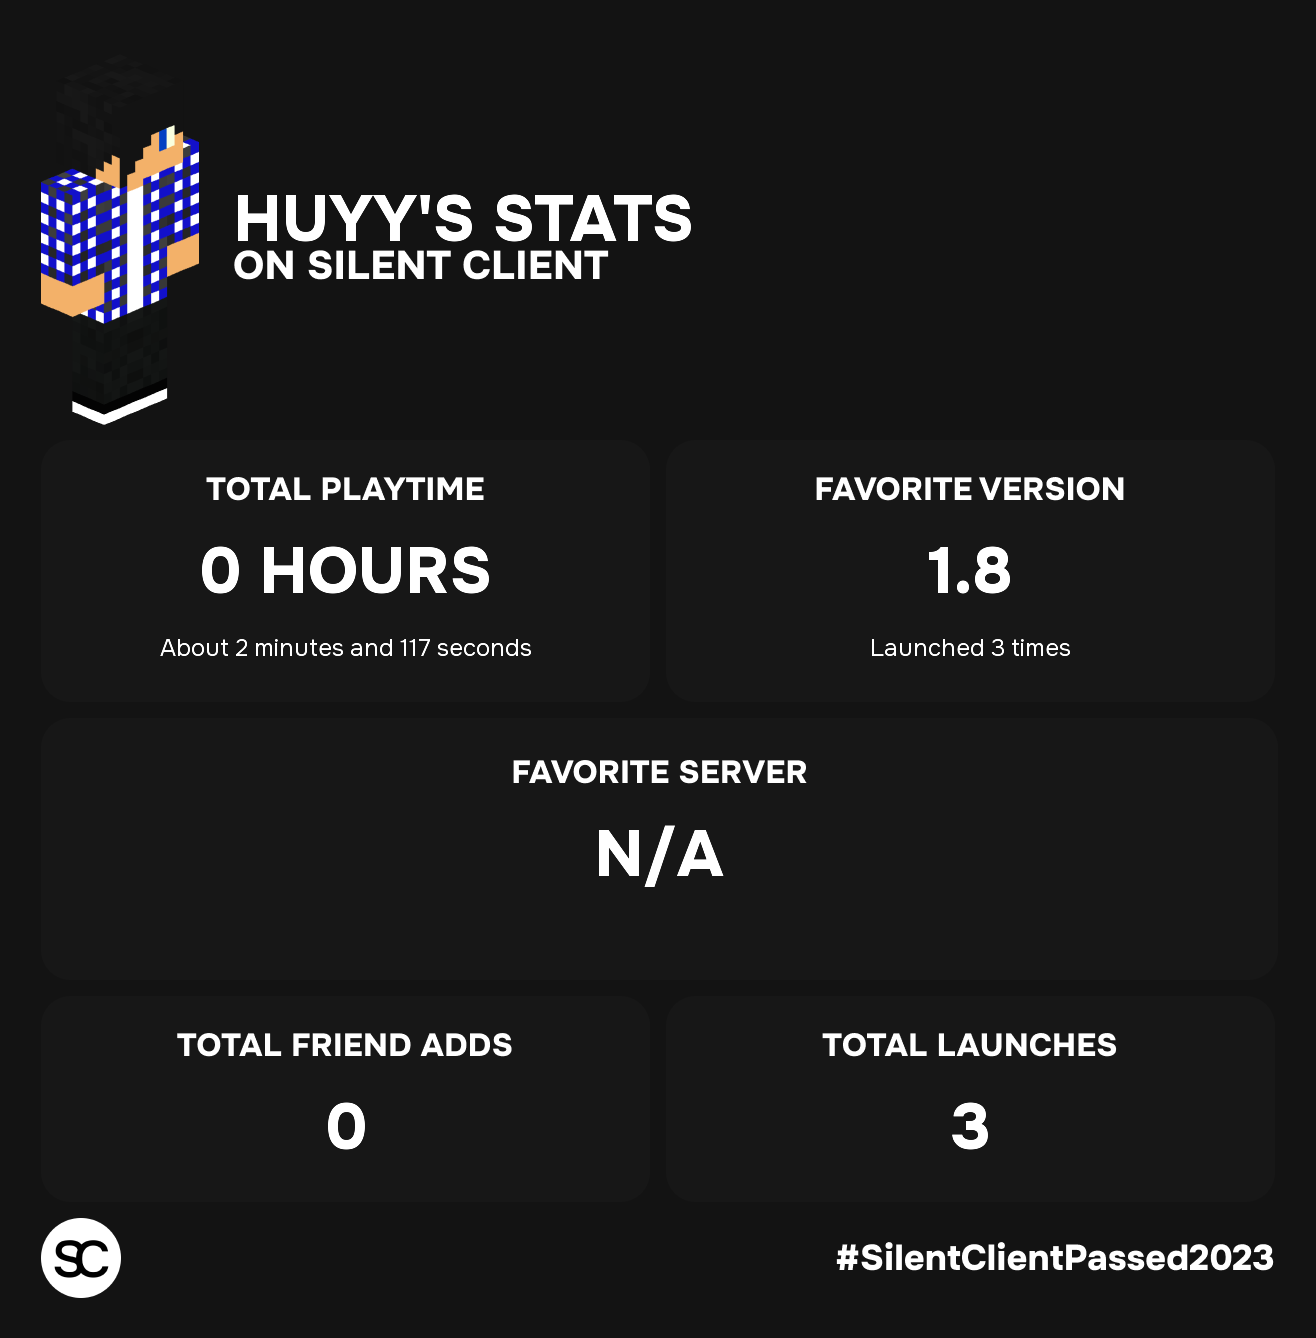 HUYY'S STATS
ON SILENT CLIENT
TOTAL PLAYTIME
0 HOURS
About 2 minutes and 117 seconds
FAVORITE VERSION
1.8
Launched 3 times
FAVORITE SERVER
N/A
TOTAL FRIEND ADDS
0
TOTAL LAUNCHES
3
SC
#SilentClientPassed2023